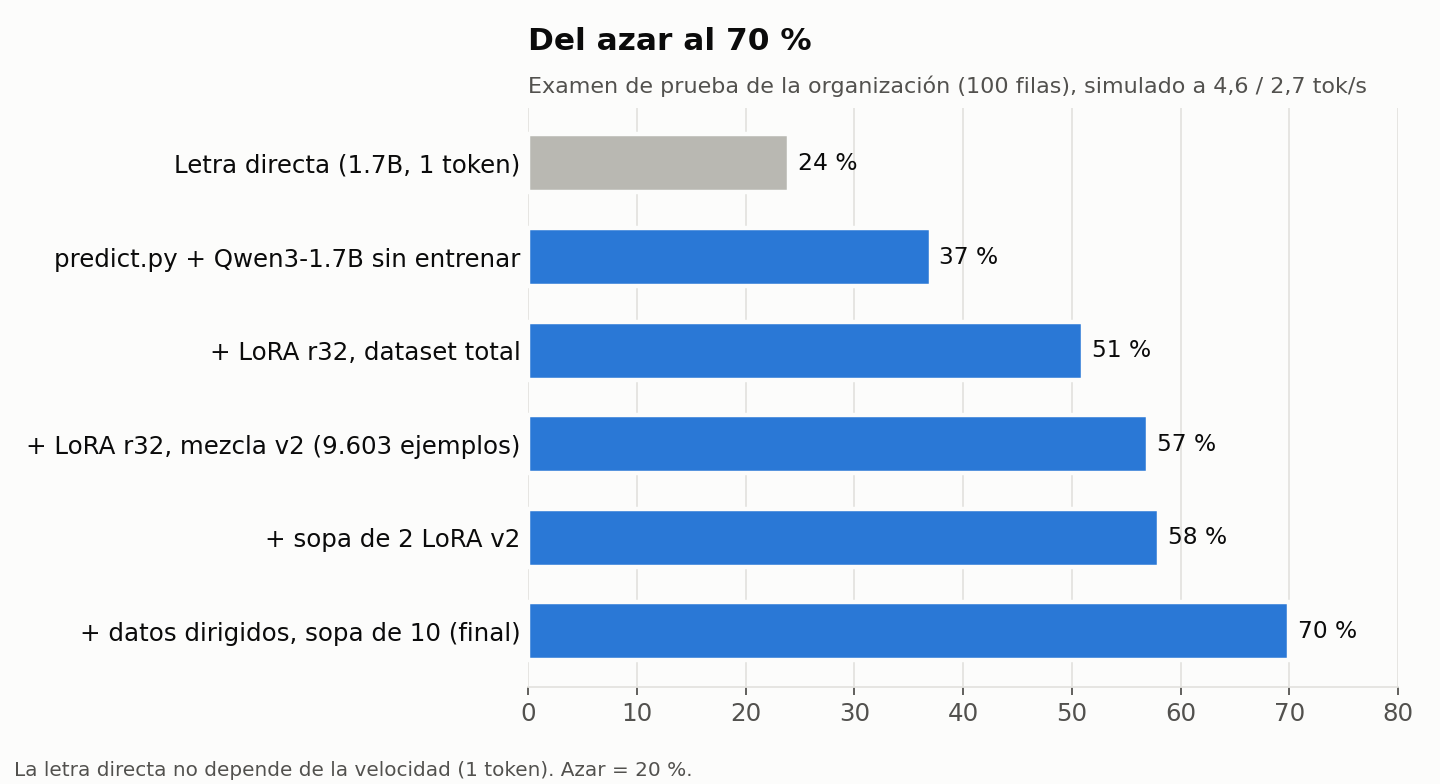 Del azar al 70 %
Examen de prueba de la organización (100 filas), simulado a 4,6 / 2,7 tok/s
Letra directa (1.7B, 1 token)
24 %
predict.py + Qwen3-1.7B sin entrenar
37 %
+ LoRA r32, dataset total
51 %
+ LoRA r32, mezcla v2 (9.603 ejemplos)
57 %
+ sopa de 2 LoRA v2
58 %
+ datos dirigidos, sopa de 10 (final)
70 %
0 10 20 30 40 50 60 70 80
La letra directa no depende de la velocidad (1 token). Azar = 20 %.